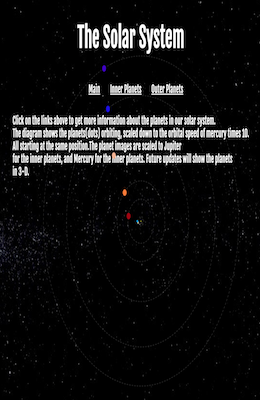 The Solar System
Main Inner Planets Outer Planets
Click on the links above to get more information about the planets in our solar system.
The diagram shows the planets(dots) orbiting, scaled down to the orbital speed of mercury times 10.
All starting at the same position.The planet images are scaled to Jupiter
for the inner planets, and Mercury for the inner planets. Future updates will show the planets
in 3-D.